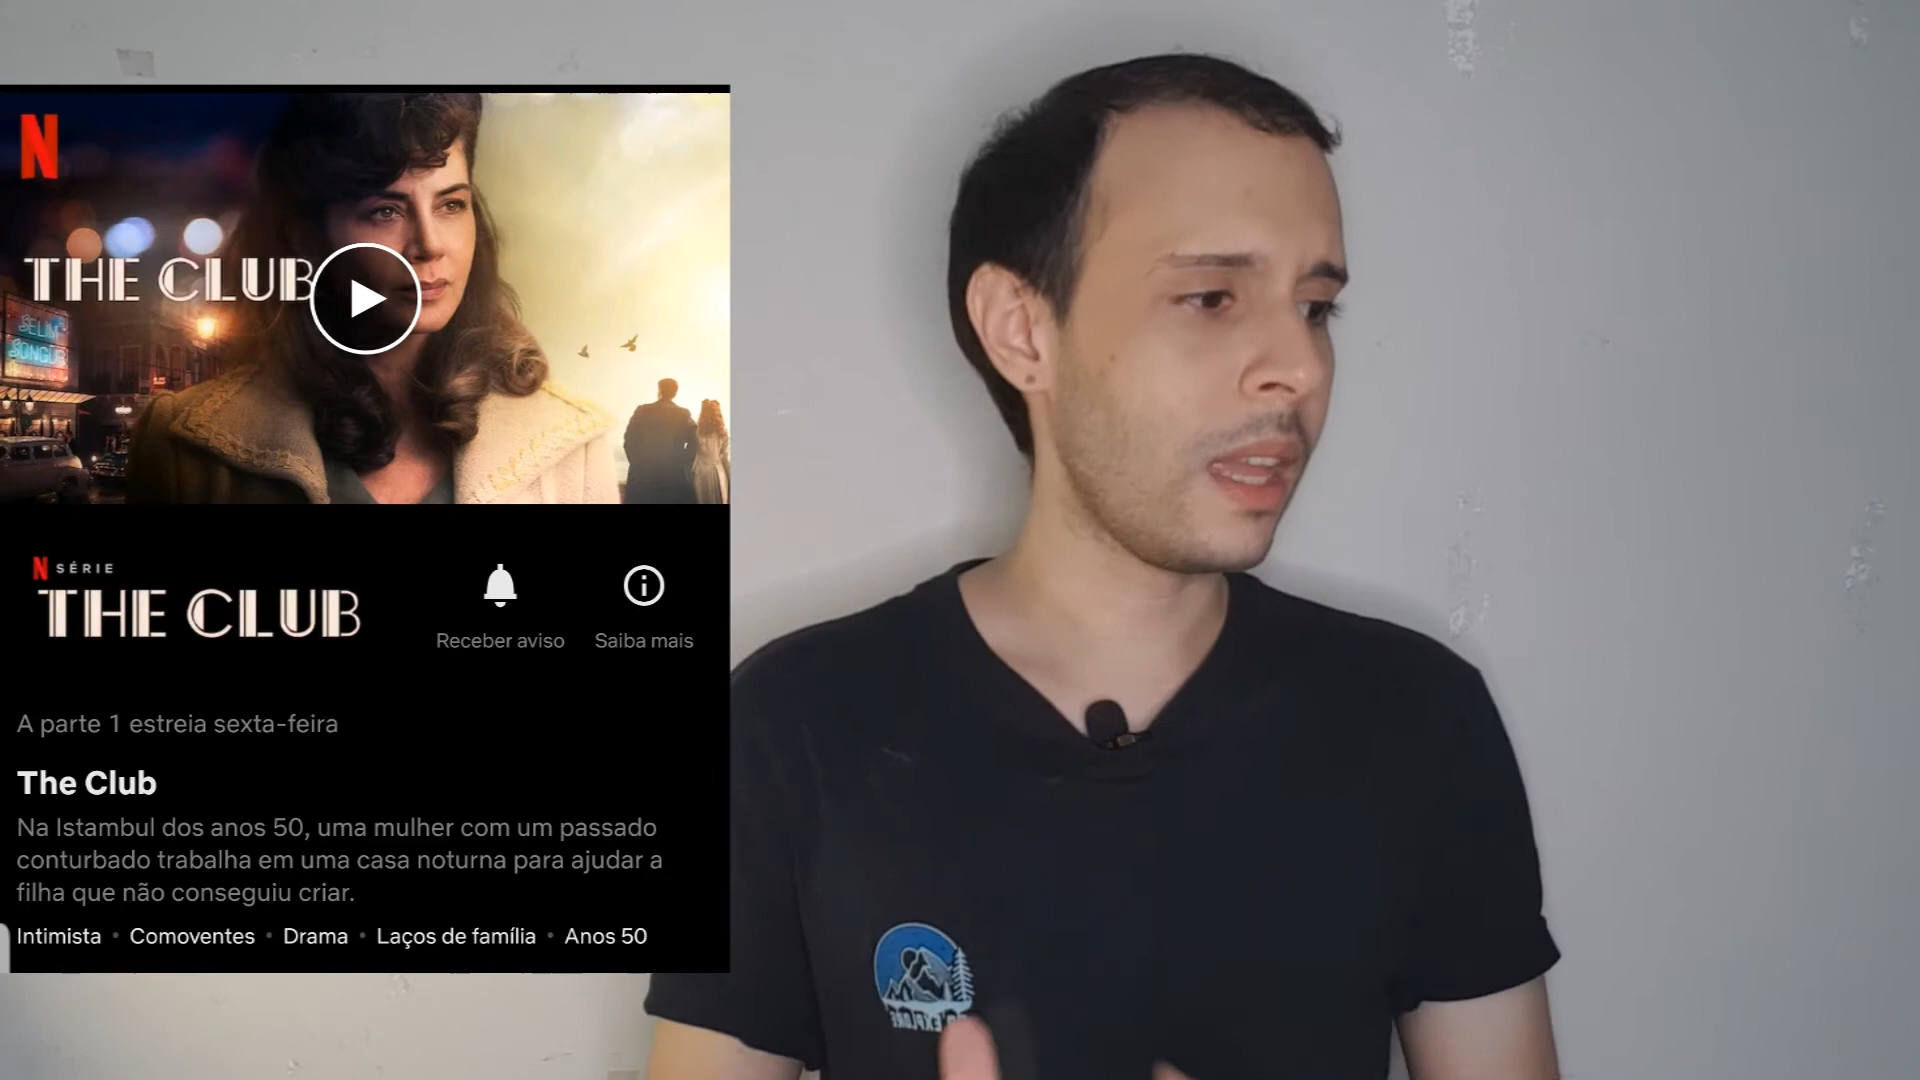 N
THE CLUB
SELIM
SONGUR
N SÉRIE
THE CLUB
Receber aviso
Saiba mais
A parte 1 estreia sexta-feira
The Club
Na Istambul dos anos 50, uma mulher com um passado
conturbado trabalha em uma casa noturna para ajudar a
filha que não conseguiu criar.
Intimista • Comoventes • Drama • Laços de família • Anos 50